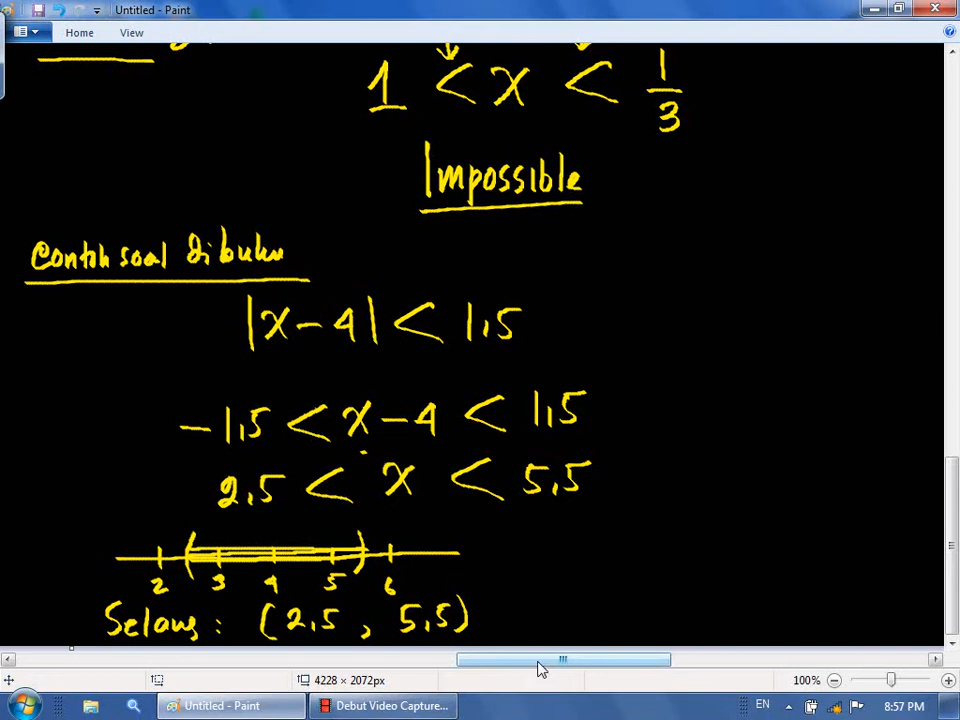 Untitled - Paint
Home View
1 < x < 1/3
Impossible
Contoh soal dibuku
|x - 4| < 1,5
- 1,5 < x - 4 < 1,5
2,5 < x < 5,5
2 3 4 5 6
Selang : (2,5 , 5,5)
4228 × 2072px 100%
Untitled - Paint Debut Video Capture... EN 8:57 PM